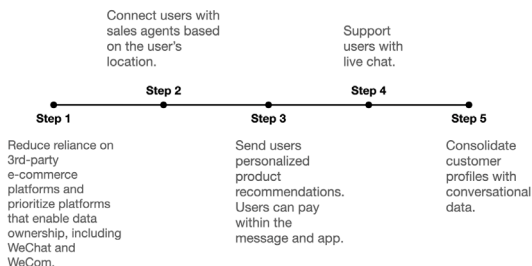 Connect users with
sales agents based
on the user's
location.
Support
users with
live chat.
Step 2
Step 4
Step 1
Step 3
Step 5
Reduce reliance on
3rd-party
e-commerce
platforms and
prioritize platforms
that enable data
ownership, including
WeChat and
WeCom.
Send users
personalized
product
recommendations.
Users can pay
within the
message and app.
Consolidate
customer
profiles with
conversational
data.